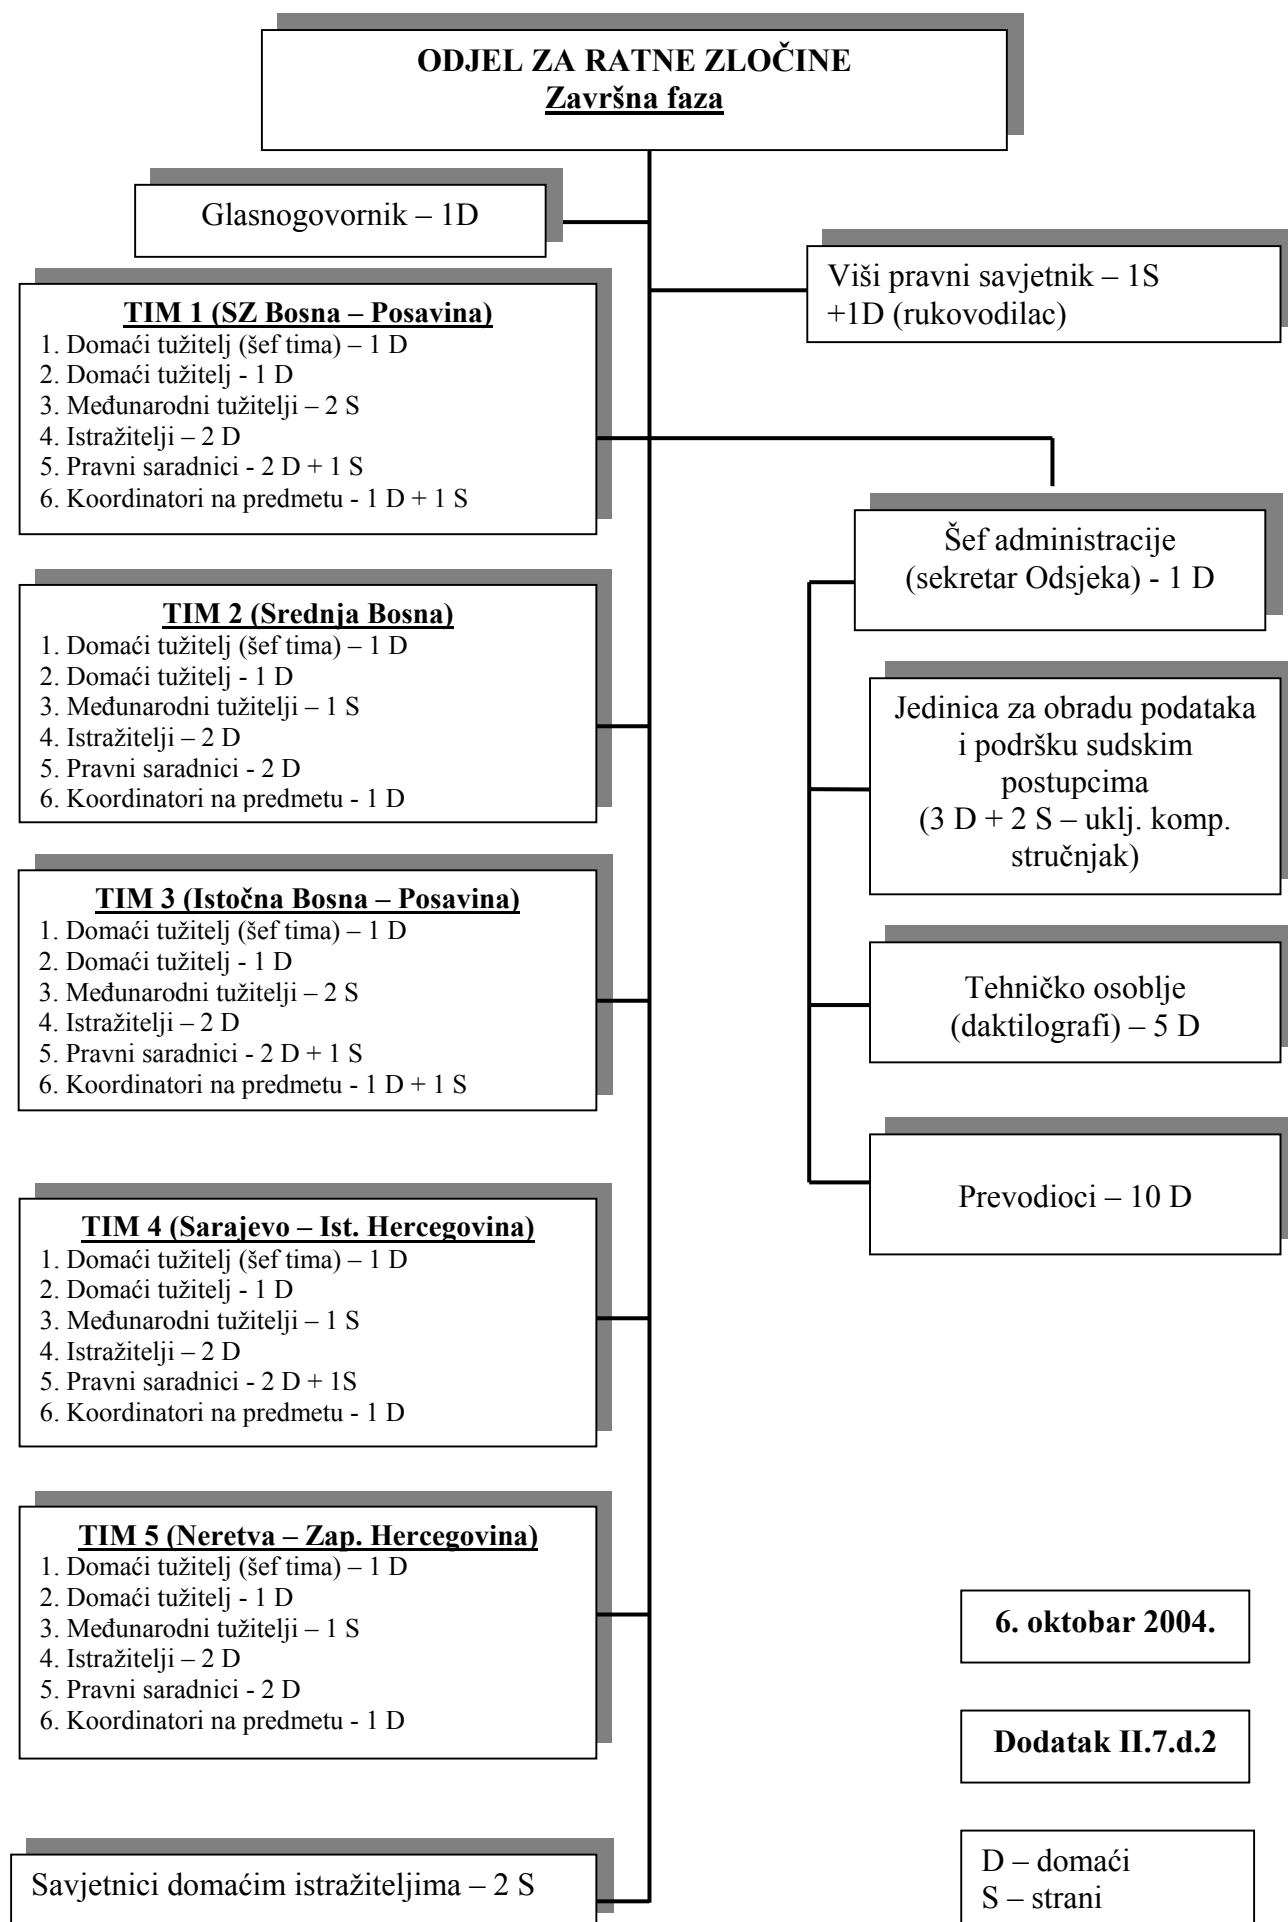 ODJEL ZA RATNE ZLOČINE
Završna faza
Glasnogovornik – 1D
Viši pravni savjetnik – 1S
+1D (rukovodilac)
TIM 1 (SZ Bosna – Posavina)
1. Domaći tužitelj (šef tima) – 1 D
2. Domaći tužitelj - 1 D
3. Međunarodni tužitelji – 2 S
4. Istražitelji – 2 D
5. Pravni saradnici - 2 D + 1 S
6. Koordinatori na predmetu - 1 D + 1 S
Šef administracije
(sekretar Odsjeka) - 1 D
TIM 2 (Srednja Bosna)
1. Domaći tužitelj (šef tima) – 1 D
2. Domaći tužitelj - 1 D
3. Međunarodni tužitelji – 1 S
4. Istražitelji – 2 D
5. Pravni saradnici - 2 D
6. Koordinatori na predmetu - 1 D
Jedinica za obradu podataka
i podršku sudskim
postupcima
(3 D + 2 S – uklj. komp.
stručnjak)
TIM 3 (Istočna Bosna – Posavina)
1. Domaći tužitelj (šef tima) – 1 D
2. Domaći tužitelj - 1 D
3. Međunarodni tužitelji – 2 S
4. Istražitelji – 2 D
5. Pravni saradnici - 2 D + 1 S
6. Koordinatori na predmetu - 1 D + 1 S
Tehničko osoblje
(daktilografi) – 5 D
Prevodioci – 10 D
TIM 4 (Sarajevo – Ist. Hercegovina)
1. Domaći tužitelj (šef tima) – 1 D
2. Domaći tužitelj - 1 D
3. Međunarodni tužitelji – 1 S
4. Istražitelji – 2 D
5. Pravni saradnici - 2 D + 1S
6. Koordinatori na predmetu - 1 D
TIM 5 (Neretva – Zap. Hercegovina)
1. Domaći tužitelj (šef tima) – 1 D
2. Domaći tužitelj - 1 D
3. Međunarodni tužitelji – 1 S
4. Istražitelji – 2 D
5. Pravni saradnici - 2 D
6. Koordinatori na predmetu - 1 D
6. oktobar 2004.
Dodatak II.7.d.2
Savjetnici domaćim istražiteljima – 2 S
D – domaći
S – strani